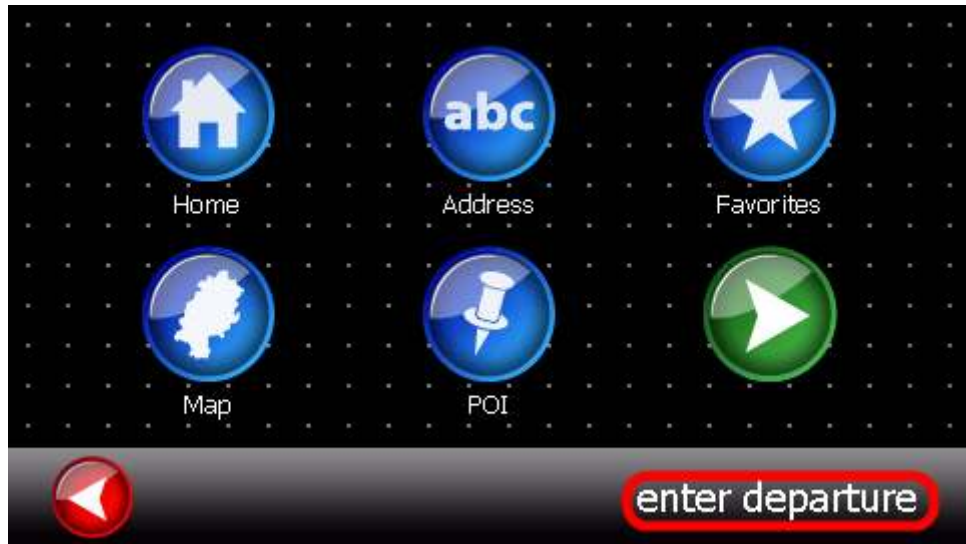 abc
Home
Address
Favorites
Map
POI
enter departure